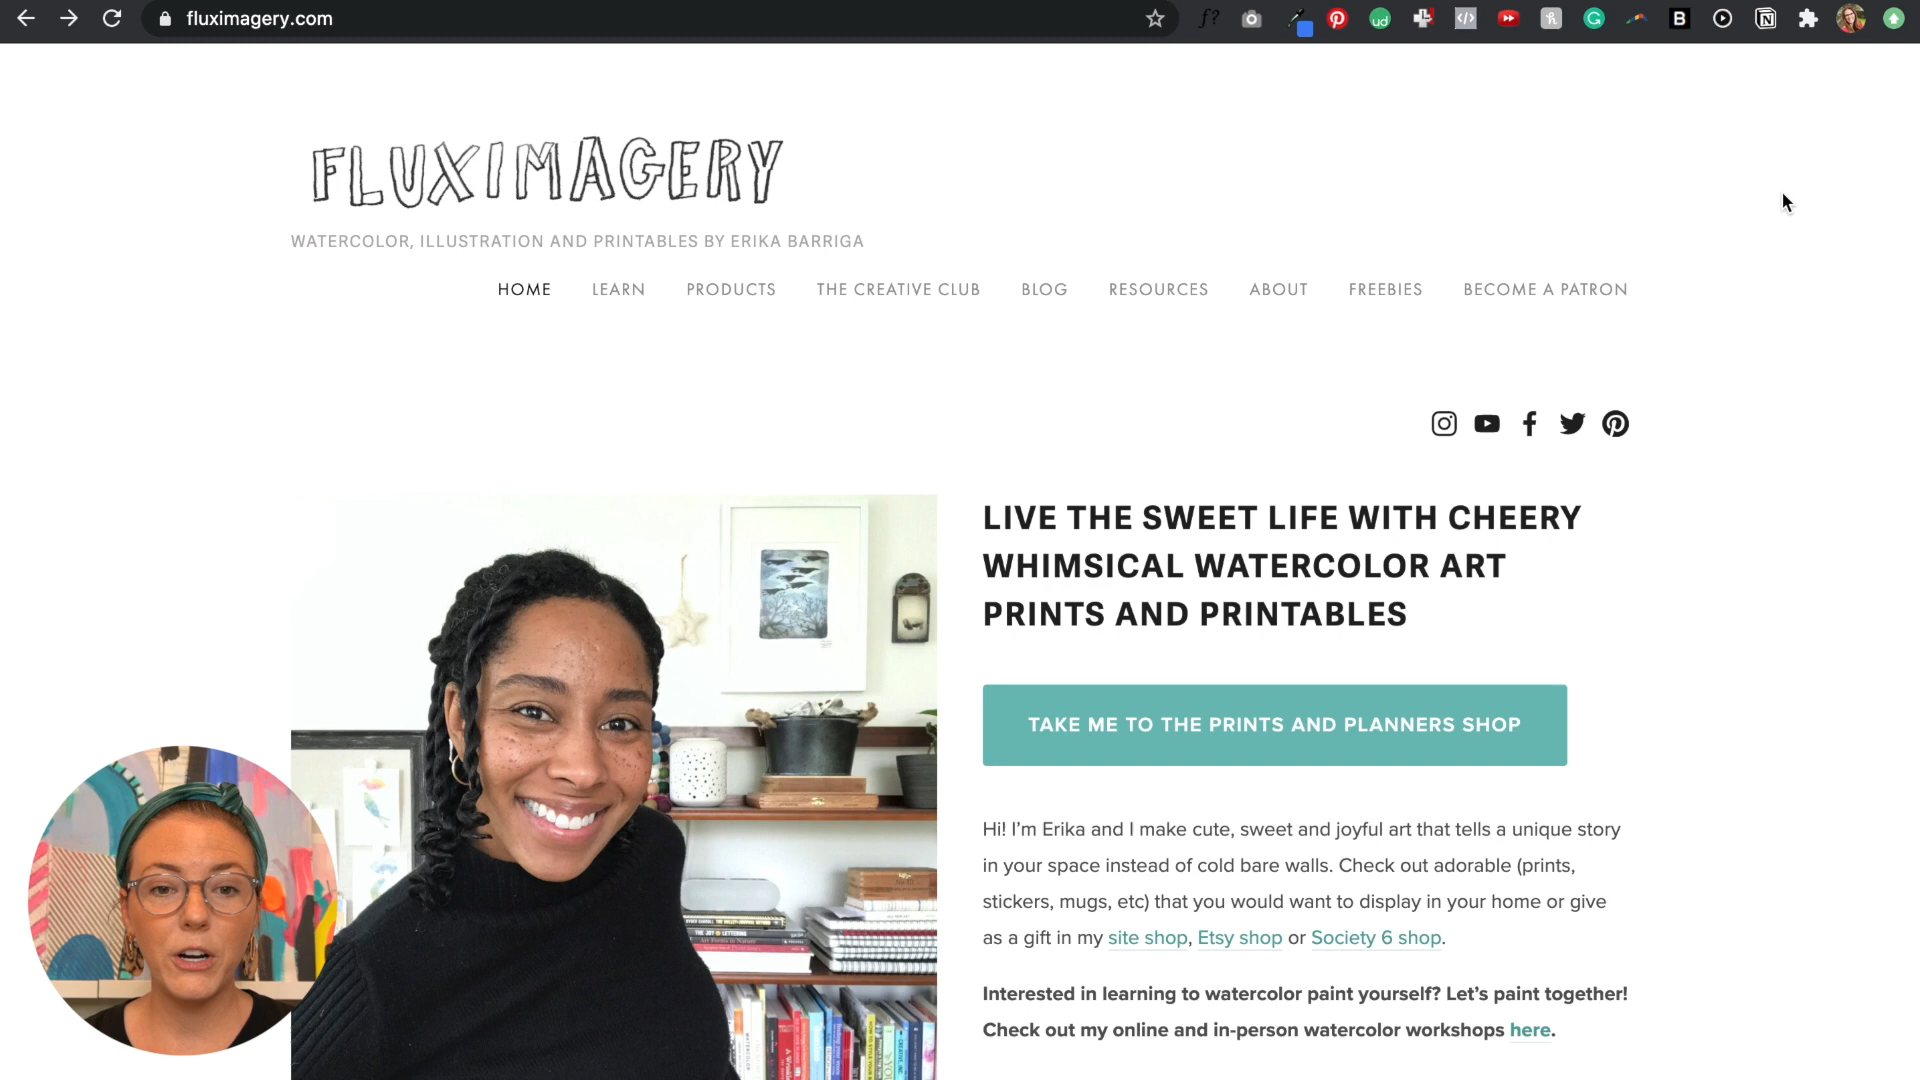 fluximagery.com
FLUXIMAGERY
WATERCOLOR, ILLUSTRATION AND PRINTABLES BY ERIKA BARRIGA
HOME LEARN PRODUCTS THE CREATIVE CLUB BLOG RESOURCES ABOUT FREEBIES BECOME A PATRON
LIVE THE SWEET LIFE WITH CHEERY
WHIMSICAL WATERCOLOR ART
PRINTS AND PRINTABLES
TAKE ME TO THE PRINTS AND PLANNERS SHOP
Hi! I'm Erika and I make cute, sweet and joyful art that tells a unique story
in your space instead of cold bare walls. Check out adorable (prints,
stickers, mugs, etc) that you would want to display in your home or give
as a gift in my site shop, Etsy shop or Society 6 shop.
Interested in learning to watercolor paint yourself? Let's paint together!
Check out my online and in-person watercolor workshops here.